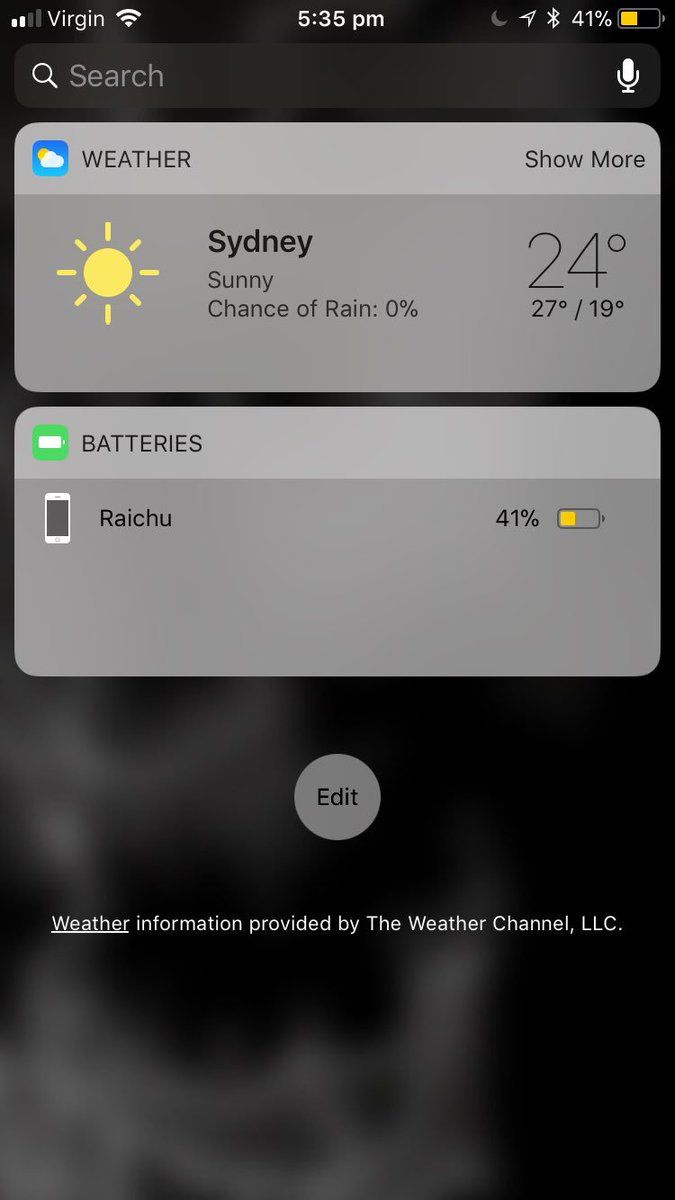 Virgin 5:35 pm 41%
Search
WEATHER Show More
Sydney 24°
Sunny
Chance of Rain: 0% 27° / 19°
BATTERIES
Raichu 41%
Edit
Weather information provided by The Weather Channel, LLC.